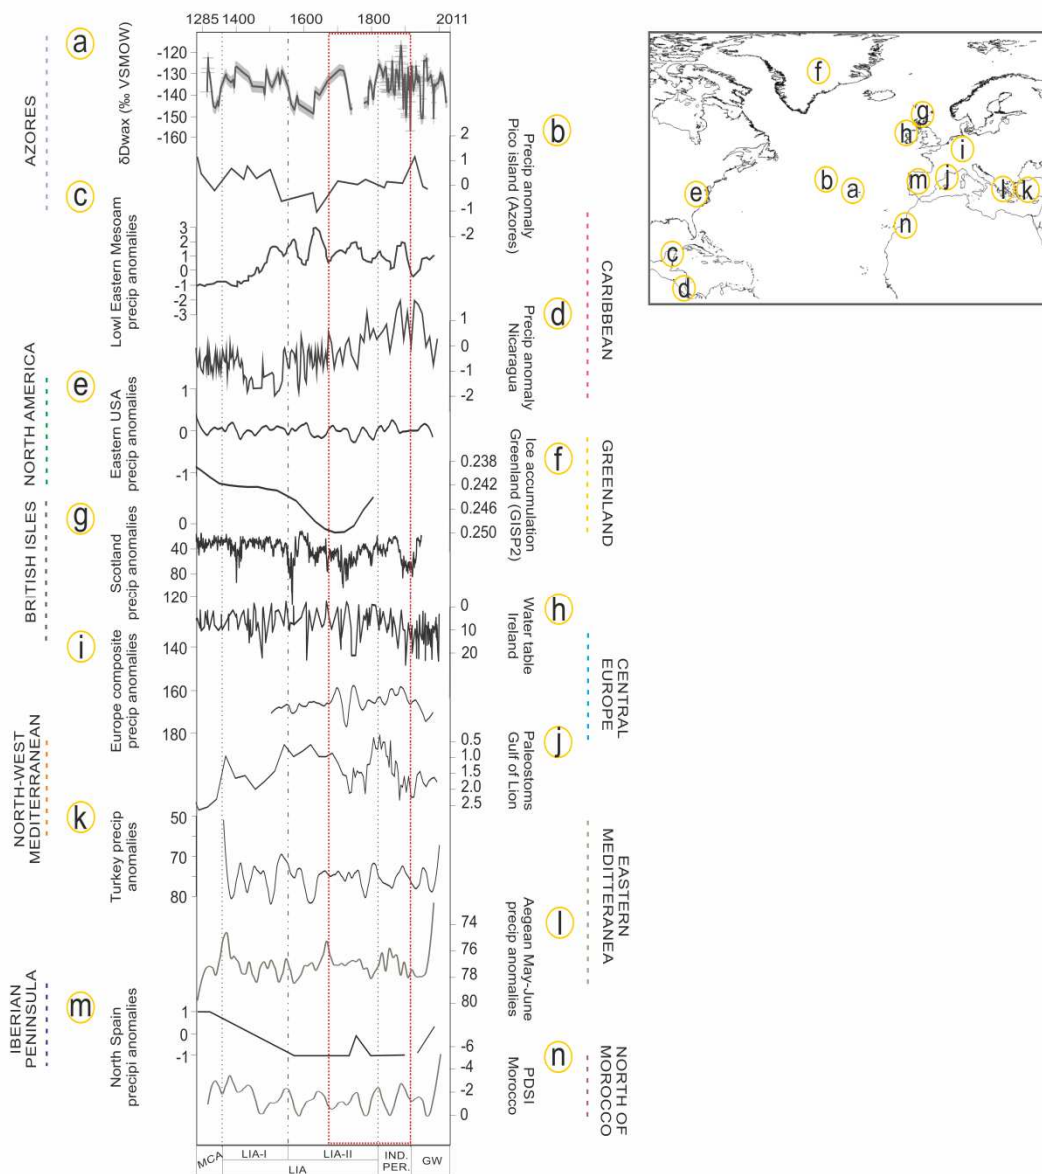 1285 1400 1600 1800 2011
a
AZORES
δDwax (‰ VSMOW)
-120
-130
-140
-150
-160
b
Precip anomaly
Pico island (Azores)
2
1
0
-1
-2
c
Lowl Eastern Mesoam
precip anomaly
3
2
1
0
-1
-2
-3
CARIBBEAN
d
Precip anomaly
Nicaragua
1
0
-1
-2
NORTH AMERICA
e
Eastern USA
precip anomalies
1
0
-1
0
GREENLAND
f
Ice accumulation
Greenland (GISP2)
0.238
0.242
0.246
0.250
BRITISH ISLES
g
Scotland
precip anomalies
40
80
120
h
Water table
Ireland
0
10
20
i
Europe composite
precip anomalies
140
160
180
CENTRAL
EUROPE
j
Paleostoms
Gulf of Lion
0.5
1.0
1.5
2.0
2.5
NORTH-WEST
MEDITERRANEAN
k
Turkey precip
anomalies
50
70
80
EASTERN
MEDITTERANEA
l
Aegean May-June
precip anomalies
74
76
78
80
IBERIAN
PENINSULA
m
North Spain
precipi anomalies
1
0
-1
NORTH OF
MOROCCO
n
PDSI
Morocco
-6
-4
-2
0
MCA LIA-I LIA-II IND.
PER. GW
LIA
f
g
h
i
e
b
a
m
j
l
k
n
c
d